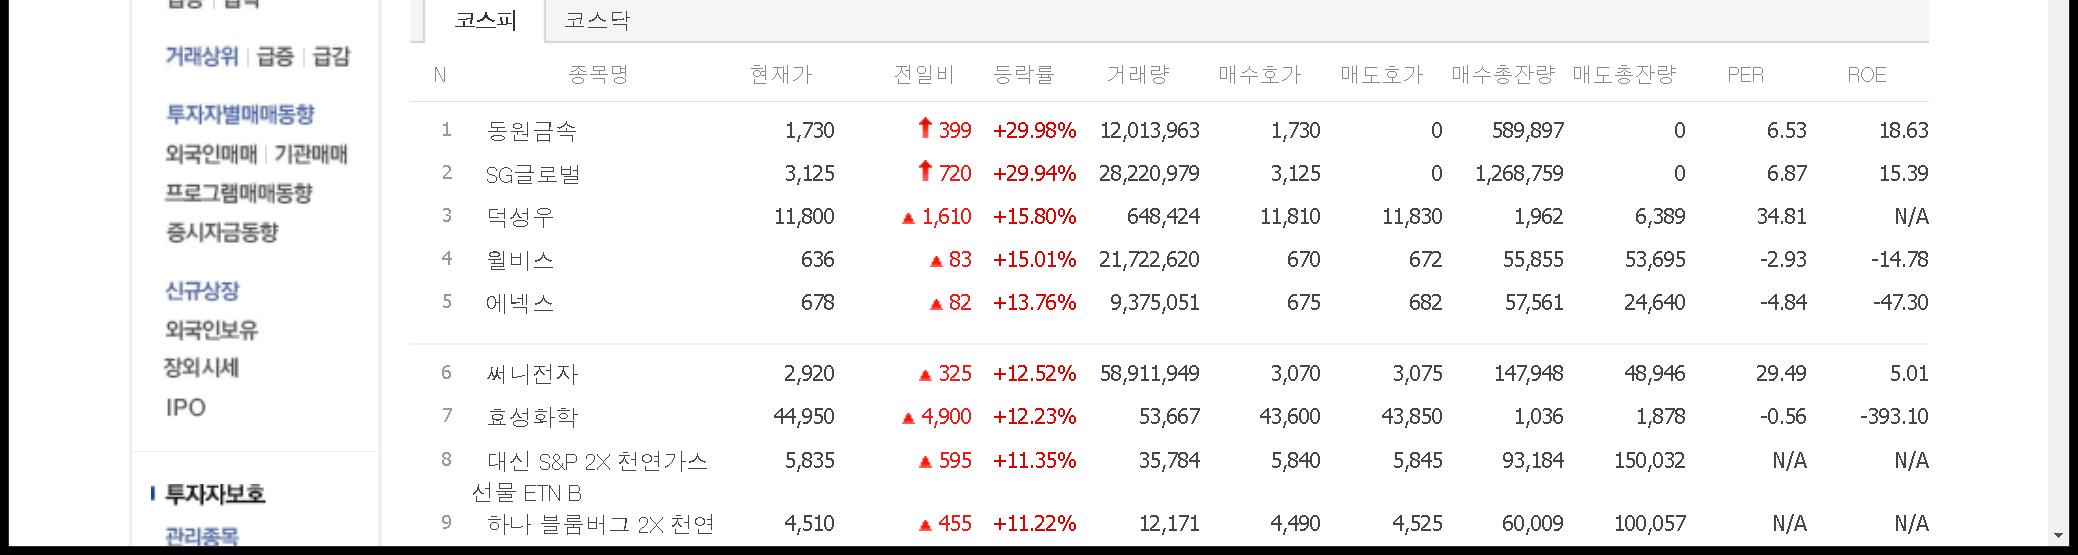 코스피 코스닥
거래상위 | 급증 | 급감
투자자별매매동향
외국인매매 | 기관매매
프로그램매매동향
증시자금동향
신규상장
외국인보유
장외시세
IPO
투자자보호
관리종목
N 종목명 현재가 전일비 등락률 거래량 매수호가 매도호가 매수총잔량 매도총잔량 PER ROE
1 동원금속 1,730 399 +29.98% 12,013,963 1,730 0 589,897 0 6.53 18.63
2 SG글로벌 3,125 720 +29.94% 28,220,979 3,125 0 1,268,759 0 6.87 15.39
3 덕성우 11,800 ▲ 1,610 +15.80% 648,424 11,810 11,830 1,962 6,389 34.81 N/A
4 윌비스 636 ▲ 83 +15.01% 21,722,620 670 672 55,855 53,695 -2.93 -14.78
5 에넥스 678 ▲ 82 +13.76% 9,375,051 675 682 57,561 24,640 -4.84 -47.30
6 써니전자 2,920 ▲ 325 +12.52% 58,911,949 3,070 3,075 147,948 48,946 29.49 5.01
7 효성화학 44,950 ▲ 4,900 +12.23% 53,667 43,600 43,850 1,036 1,878 -0.56 -393.10
8 대신 S&P 2X 천연가스 5,835 ▲ 595 +11.35% 35,784 5,840 5,845 93,184 150,032 N/A N/A
선물 ETN B
9 하나 블룸버그 2X 천연 4,510 ▲ 455 +11.22% 12,171 4,490 4,525 60,009 100,057 N/A N/A